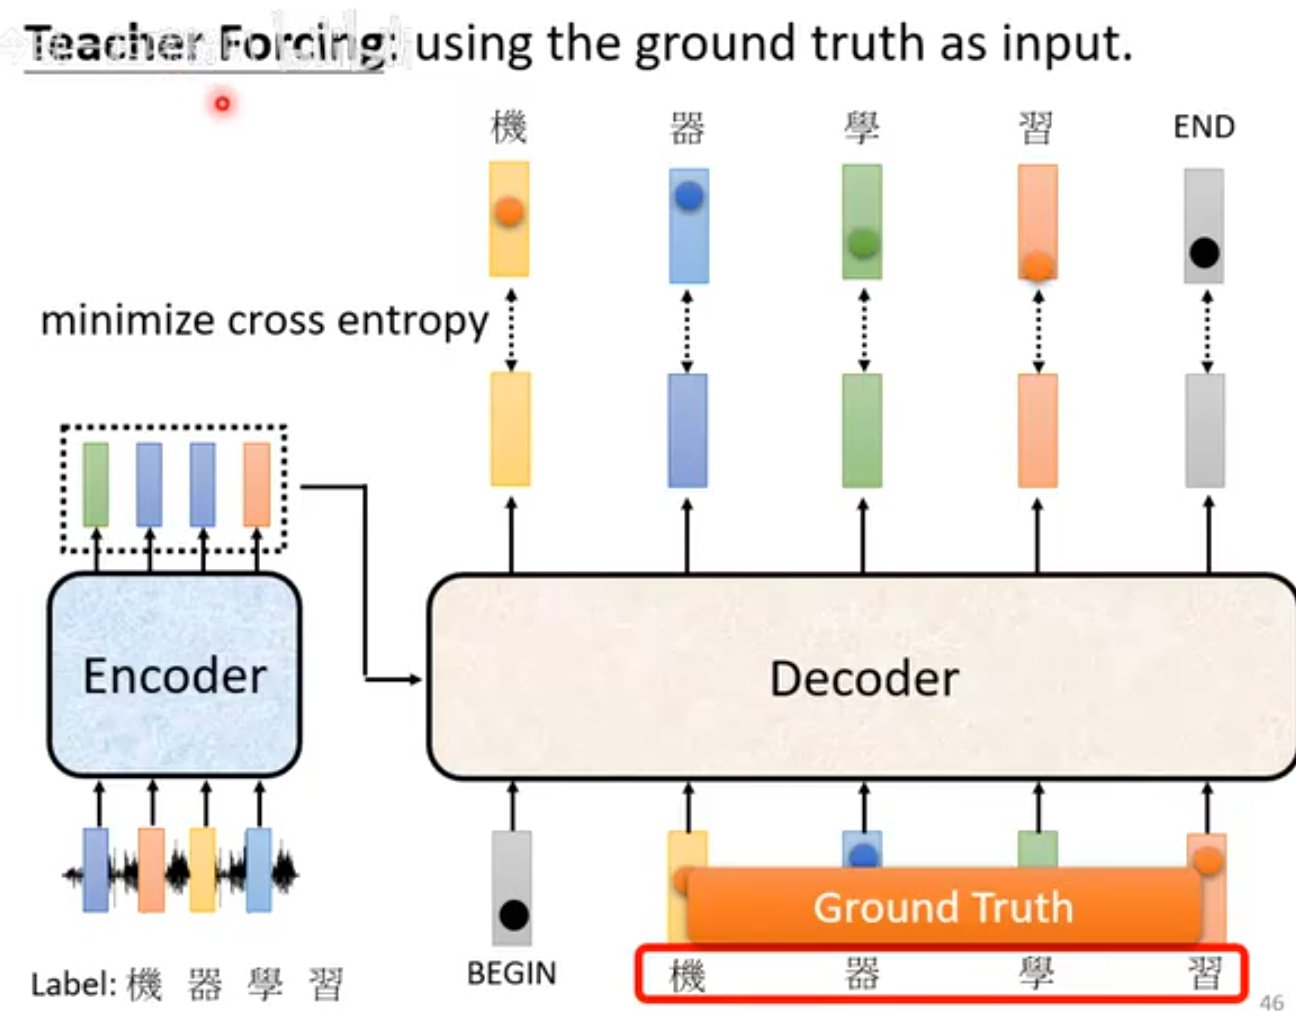 Teacher Forcing: using the ground truth as input.
機 器 學 習 END
minimize cross entropy
Encoder
Decoder
Ground Truth
BEGIN 機 器 學 習
Label: 機 器 學 習
46